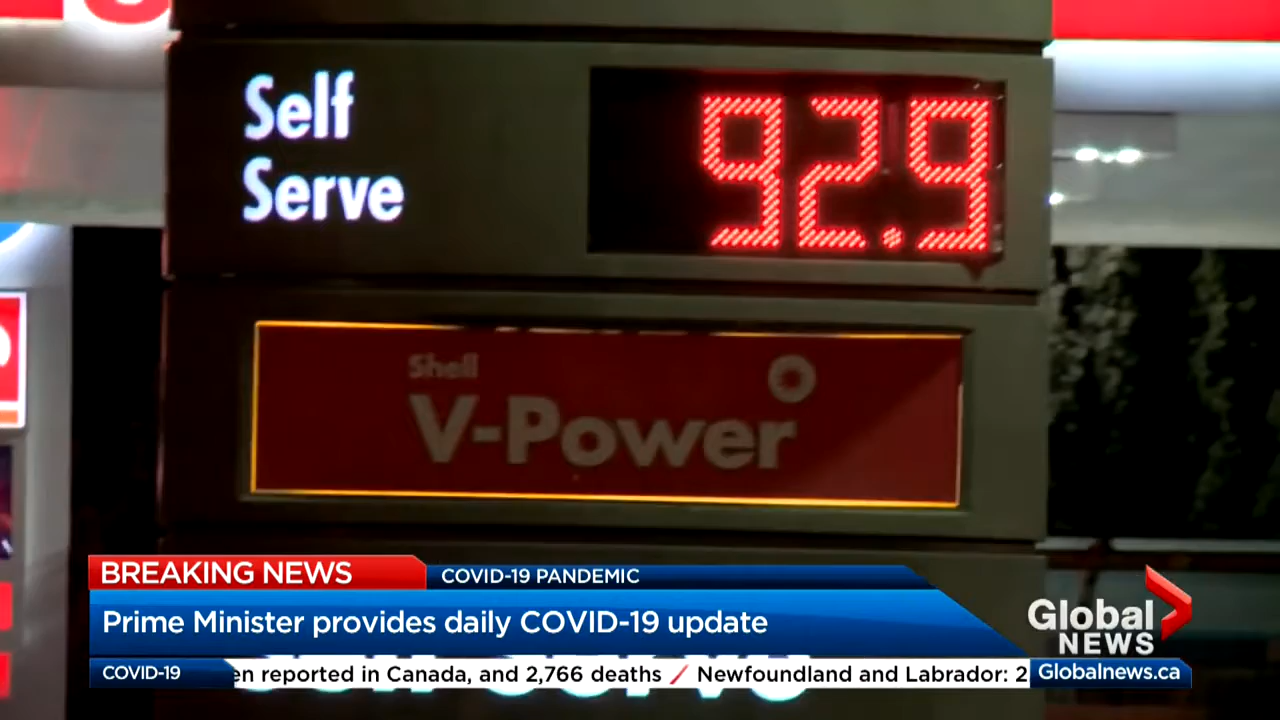 Self
Serve
92.9
Shell
V-Power
BREAKING NEWS
COVID-19 PANDEMIC
Prime Minister provides daily COVID-19 update
Global
NEWS
COVID-19
en reported in Canada, and 2,766 deaths / Newfoundland and Labrador: 2
Globalnews.ca